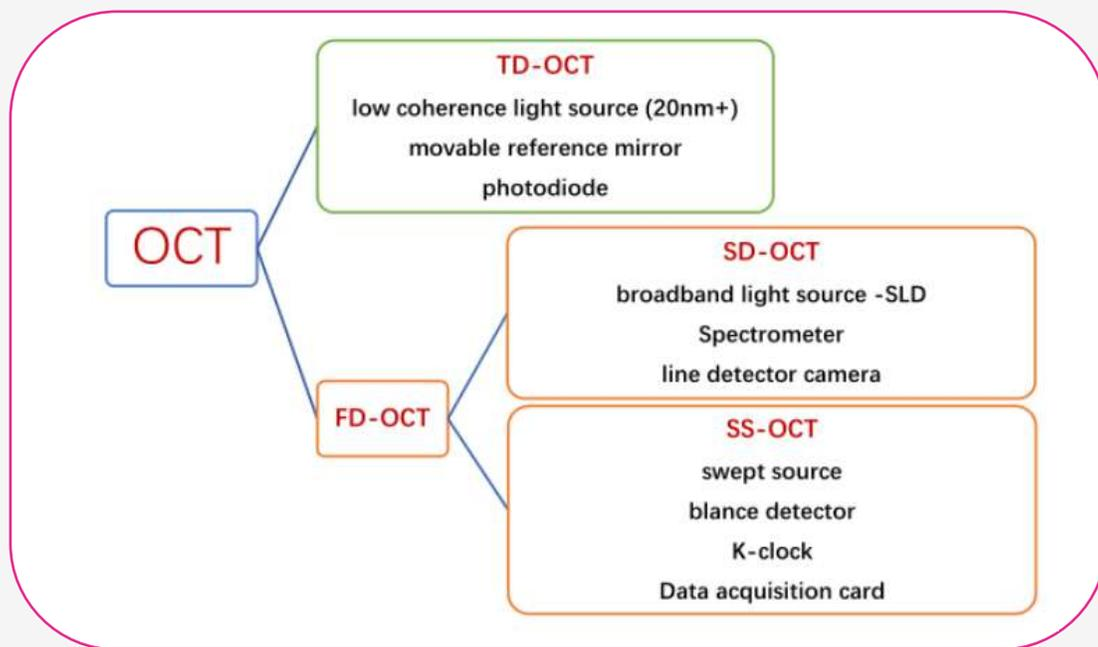 OCT
TD-OCT
low coherence light source (20nm+)
movable reference mirror
photodiode
FD-OCT
SD-OCT
broadband light source -SLD
Spectrometer
line detector camera
SS-OCT
swept source
blance detector
K-clock
Data acquisition card